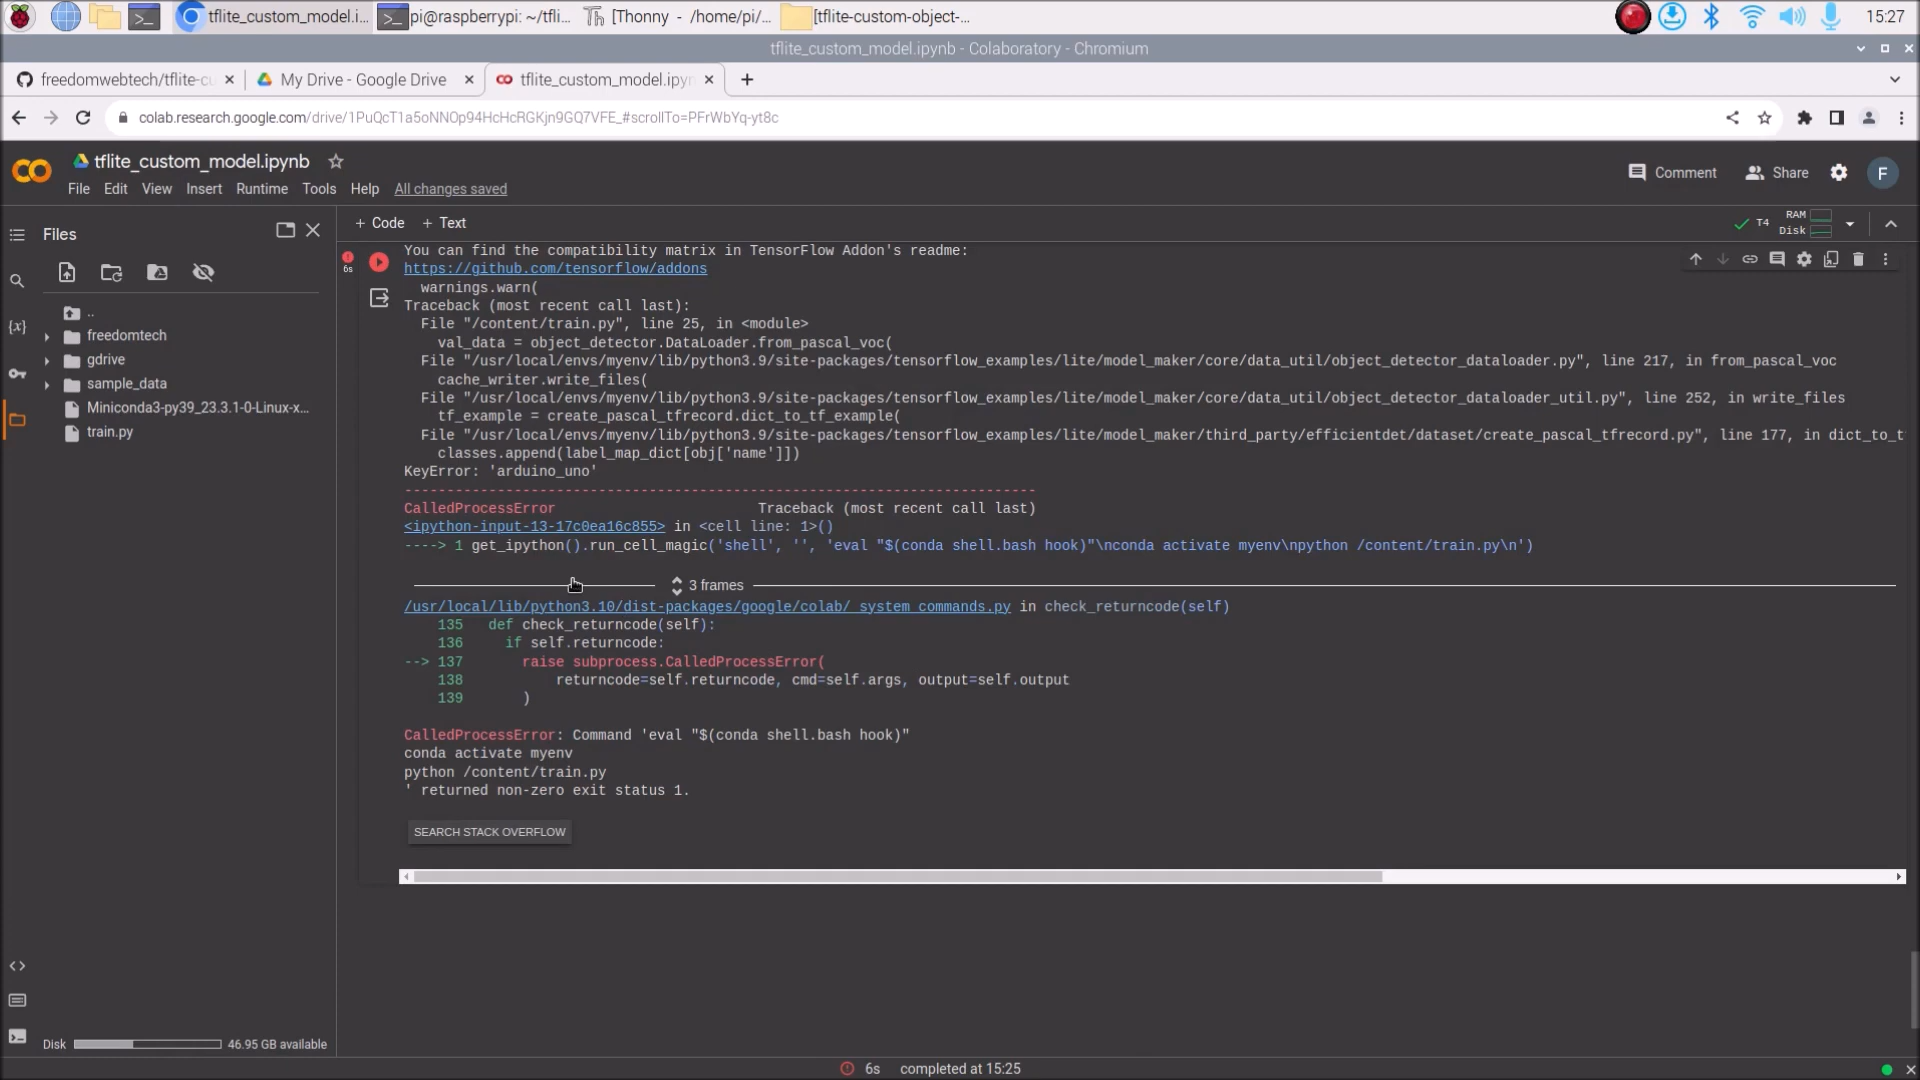 tflite_custom_model.i...
pi@raspberrypi: ~/tfli...
[Thonny - /home/pi/...
[tflite-custom-object-...
15:27
tflite_custom_model.ipynb - Colaboratory - Chromium
freedomwebtech/tflite-cu
My Drive - Google Drive
tflite_custom_model.ipyn
colab.research.google.com/drive/1PuQcT1a5oNNOp94HcHcRGKjn9GQ7VFE_#scrollTo=PFrWbYq-yt8c
tflite_custom_model.ipynb
File Edit View Insert Runtime Tools Help All changes saved
Comment
Share
F
Files
+ Code + Text
T4
RAM
Disk
..
freedomtech
gdrive
sample_data
Miniconda3-py39_23.3.1-0-Linux-x...
train.py
6s
You can find the compatibility matrix in TensorFlow Addon's readme:
https://github.com/tensorflow/addons
warnings.warn(
Traceback (most recent call last):
File "/content/train.py", line 25, in <module>
val_data = object_detector.DataLoader.from_pascal_voc(
File "/usr/local/envs/myenv/lib/python3.9/site-packages/tensorflow_examples/lite/model_maker/core/data_util/object_detector_dataloader.py", line 217, in from_pascal_voc
cache_writer.write_files(
File "/usr/local/envs/myenv/lib/python3.9/site-packages/tensorflow_examples/lite/model_maker/core/data_util/object_detector_dataloader_util.py", line 252, in write_files
tf_example = create_pascal_tfrecord.dict_to_tf_example(
File "/usr/local/envs/myenv/lib/python3.9/site-packages/tensorflow_examples/lite/model_maker/third_party/efficientdet/dataset/create_pascal_tfrecord.py", line 177, in dict_to_t
classes.append(label_map_dict[obj['name']])
KeyError: 'arduino_uno'
---------------------------------------------------------------------------
CalledProcessError Traceback (most recent call last)
<ipython-input-13-17c0ea16c855> in <cell line: 1>()
----> 1 get_ipython().run_cell_magic('shell', '', 'eval "$(conda shell.bash hook)"\nconda activate myenv\npython /content/train.py\n')
3 frames
/usr/local/lib/python3.10/dist-packages/google/colab/_system_commands.py in check_returncode(self)
135 def check_returncode(self):
136 if self.returncode:
--> 137 raise subprocess.CalledProcessError(
138 returncode=self.returncode, cmd=self.args, output=self.output
139 )
CalledProcessError: Command 'eval "$(conda shell.bash hook)"
conda activate myenv
python /content/train.py
' returned non-zero exit status 1.
SEARCH STACK OVERFLOW
Disk
46.95 GB available
6s completed at 15:25